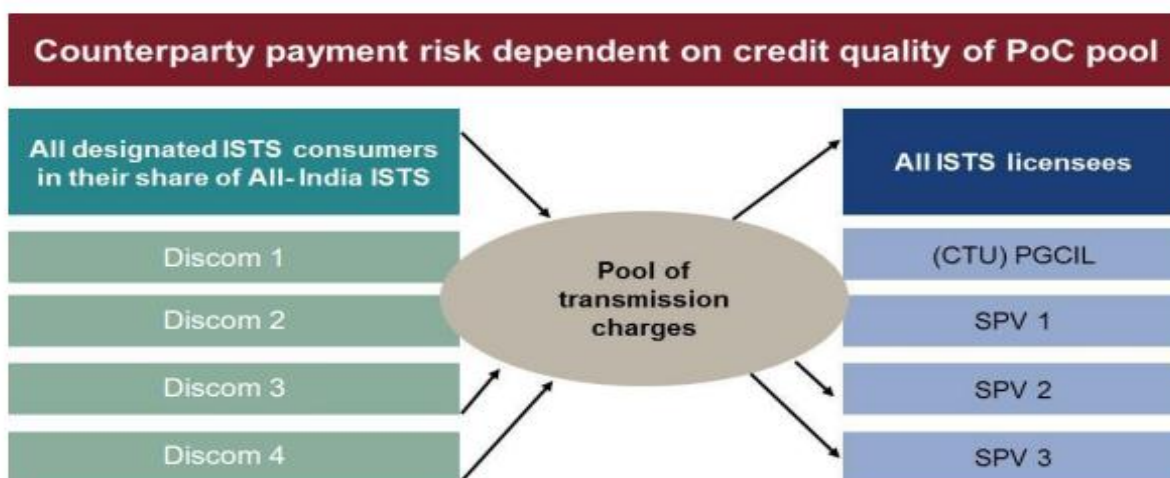 Counterparty payment risk dependent on credit quality of PoC pool
All designated ISTS consumers
in their share of All-India ISTS
Discom 1
Discom 2
Discom 3
Discom 4
Pool of
transmission
charges
All ISTS licensees
(CTU) PGCIL
SPV 1
SPV 2
SPV 3